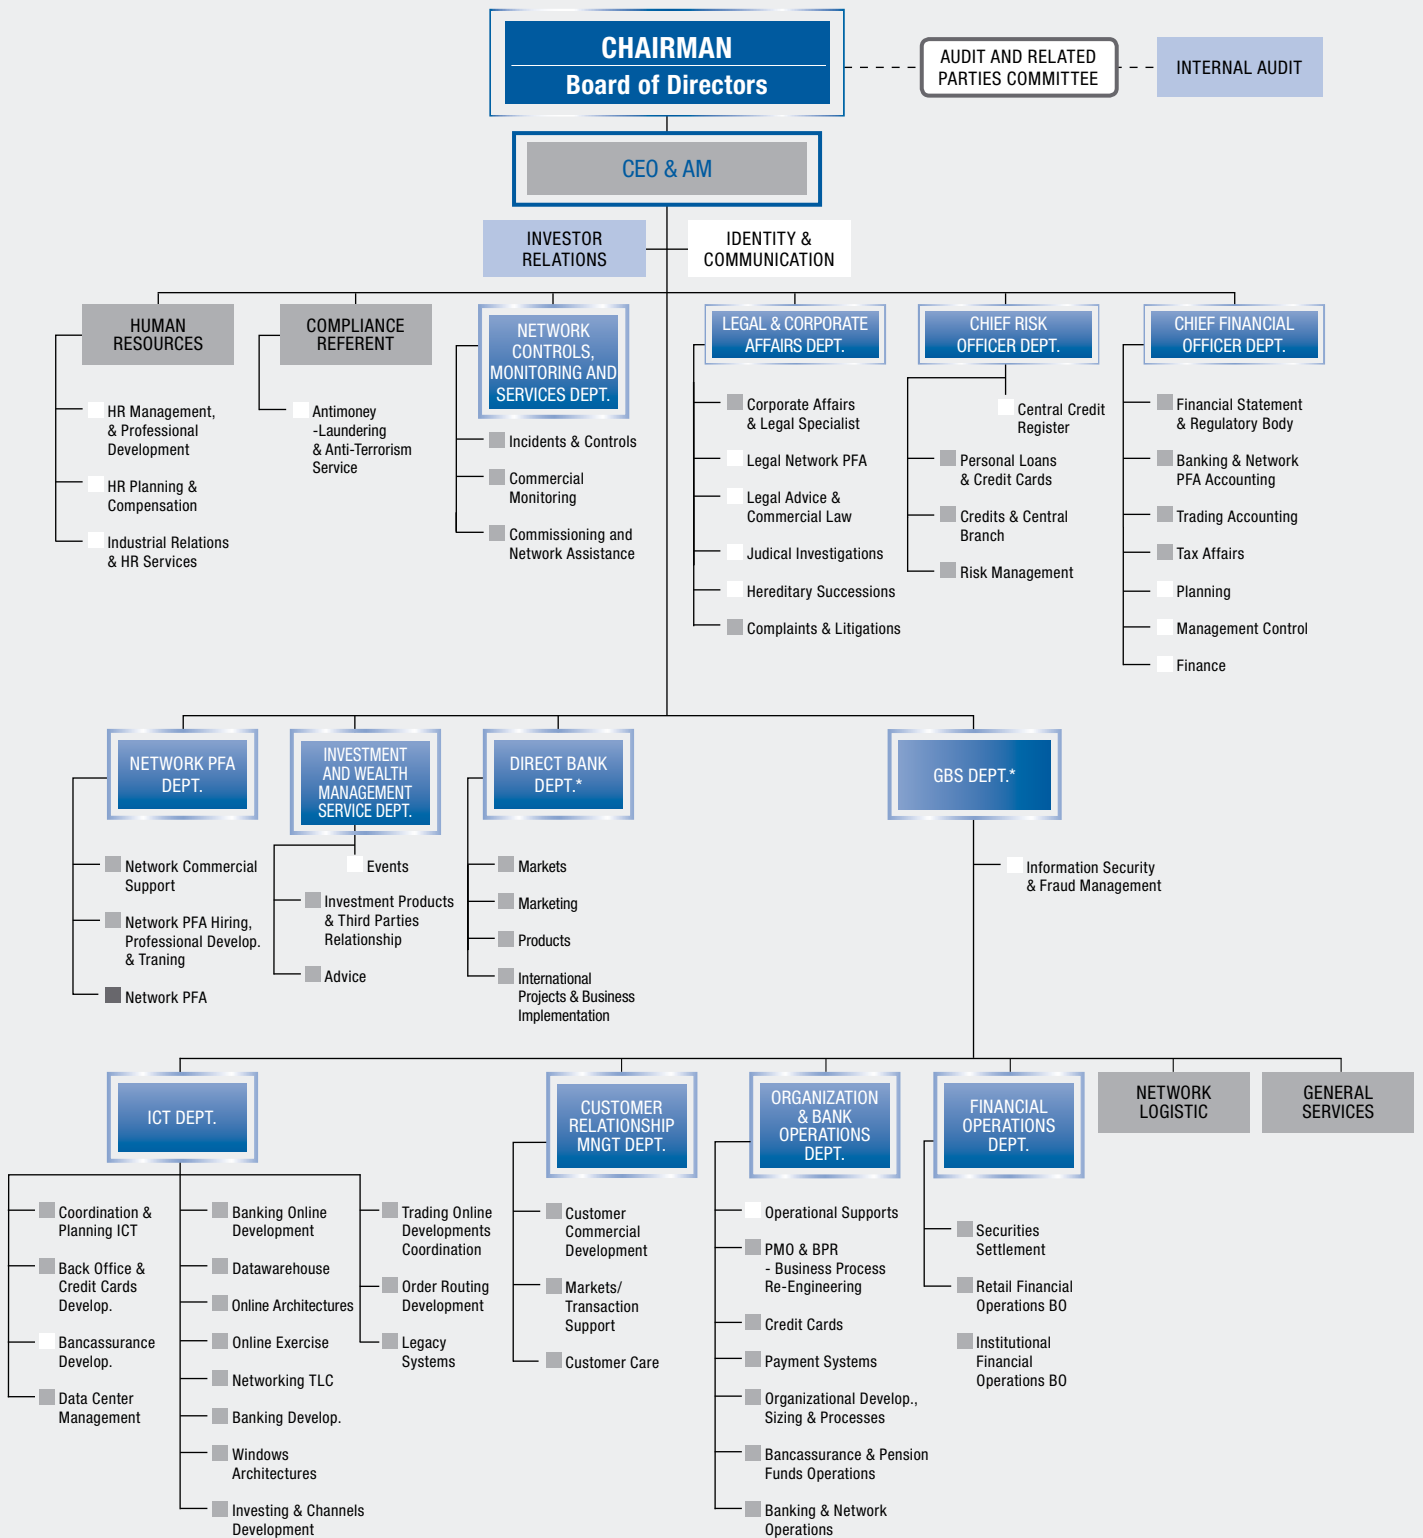 CHAIRMAN
Board of Directors
AUDIT AND RELATED
PARTIES COMMITTEE
INTERNAL AUDIT
CEO & AM
INVESTOR
RELATIONS
IDENTITY &
COMMUNICATION
HUMAN
RESOURCES
HR Management,
& Professional
Development
HR Planning &
Compensation
Industrial Relations
& HR Services
COMPLIANCE
REFERENT
Antimoney
-Laundering
& Anti-Terrorism
Service
NETWORK
CONTROLS,
MONITORING AND
SERVICES DEPT.
Incidents & Controls
Commercial
Monitoring
Commissioning and
Network Assistance
LEGAL & CORPORATE
AFFAIRS DEPT.
Corporate Affairs
& Legal Specialist
Legal Network PFA
Legal Advice &
Commercial Law
Judical Investigations
Hereditary Successions
Complaints & Litigations
CHIEF RISK
OFFICER DEPT.
Central Credit
Register
Personal Loans
& Credit Cards
Credits & Central
Branch
Risk Management
CHIEF FINANCIAL
OFFICER DEPT.
Financial Statement
& Regulatory Body
Banking & Network
PFA Accounting
Trading Accounting
Tax Affairs
Planning
Management Control
Finance
NETWORK PFA
DEPT.
Network Commercial
Support
Network PFA Hiring,
Professional Develop.
& Traning
Network PFA
INVESTMENT
AND WEALTH
MANAGEMENT
SERVICE DEPT.
Events
Investment Products
& Third Parties
Relationship
Advice
DIRECT BANK
DEPT.*
Markets
Marketing
Products
International
Projects & Business
Implementation
GBS DEPT.*
Information Security
& Fraud Management
ICT DEPT.
Coordination &
Planning ICT
Back Office &
Credit Cards
Develop.
Bancassurance
Develop.
Data Center
Management
Banking Online
Development
Datawarehouse
Online Architectures
Online Exercise
Networking TLC
Banking Develop.
Windows
Architectures
Investing & Channels
Development
Trading Online
Developments
Coordination
Order Routing
Development
Legacy
Systems
CUSTOMER
RELATIONSHIP
MNGT DEPT.
Customer
Commercial
Development
Markets/
Transaction
Support
Customer Care
ORGANIZATION
& BANK
OPERATIONS
DEPT.
Operational Supports
PMO & BPR
- Business Process
Re-Engineering
Credit Cards
Payment Systems
Organizational Develop.,
Sizing & Processes
Bancassurance & Pension
Funds Operations
Banking & Network
Operations
FINANCIAL
OPERATIONS
DEPT.
Securities
Settlement
Retail Financial
Operations BO
Institutional
Financial
Operations BO
NETWORK
LOGISTIC
GENERAL
SERVICES